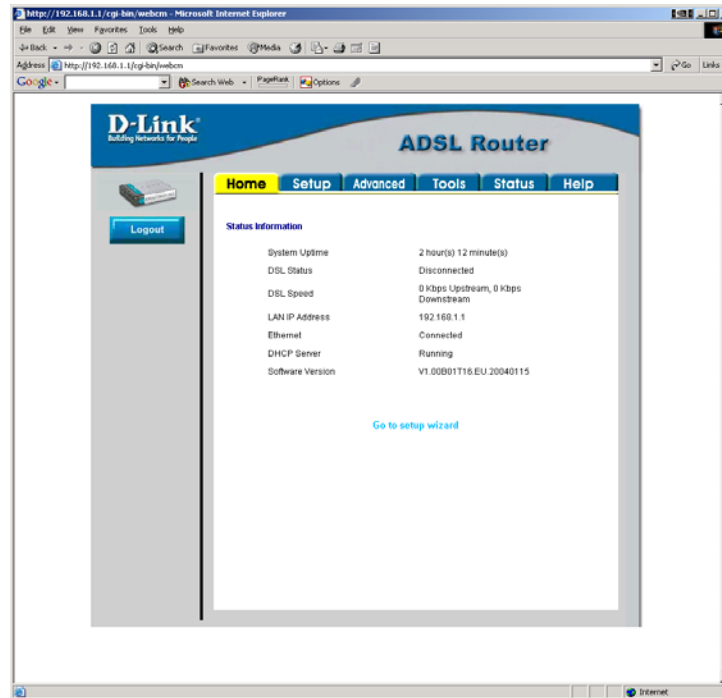 http://192.168.1.1/cgi-bin/webcm - Microsoft Internet Explorer
File Edit View Favorites Tools Help
Back Search Favorites Media
Address http://192.168.1.1/cgi-bin/webcm Go Links
Google Search Web PageRank Options
D-Link®
Building Networks for People
ADSL Router
Home Setup Advanced Tools Status Help
Logout
Status Information
System Uptime 2 hour(s) 12 minute(s)
DSL Status Disconnected
DSL Speed 0 Kbps Upstream, 0 Kbps
Downstream
LAN IP Address 192.168.1.1
Ethernet Connected
DHCP Server Running
Software Version V1.00B01T16.EU.20040115
Go to setup wizard
Internet